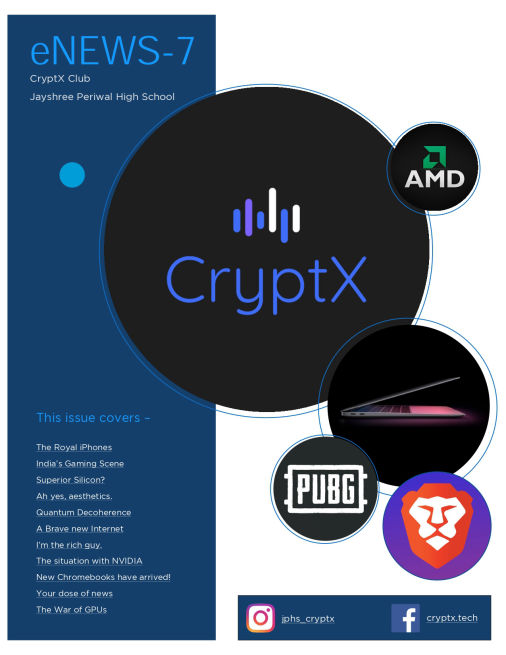 eNEWS-7
CryptX Club
Jayshree Periwal High School
AMD
CryptX
This issue covers –
The Royal iPhones
India's Gaming Scene
Superior Silicon?
Ah yes, aesthetics.
Quantum Decoherence
A Brave new Internet
I'm the rich guy.
The situation with NVIDIA
New Chromebooks have arrived!
Your dose of news
The War of GPUs
PUBG
jphs_cryptx
cryptx.tech